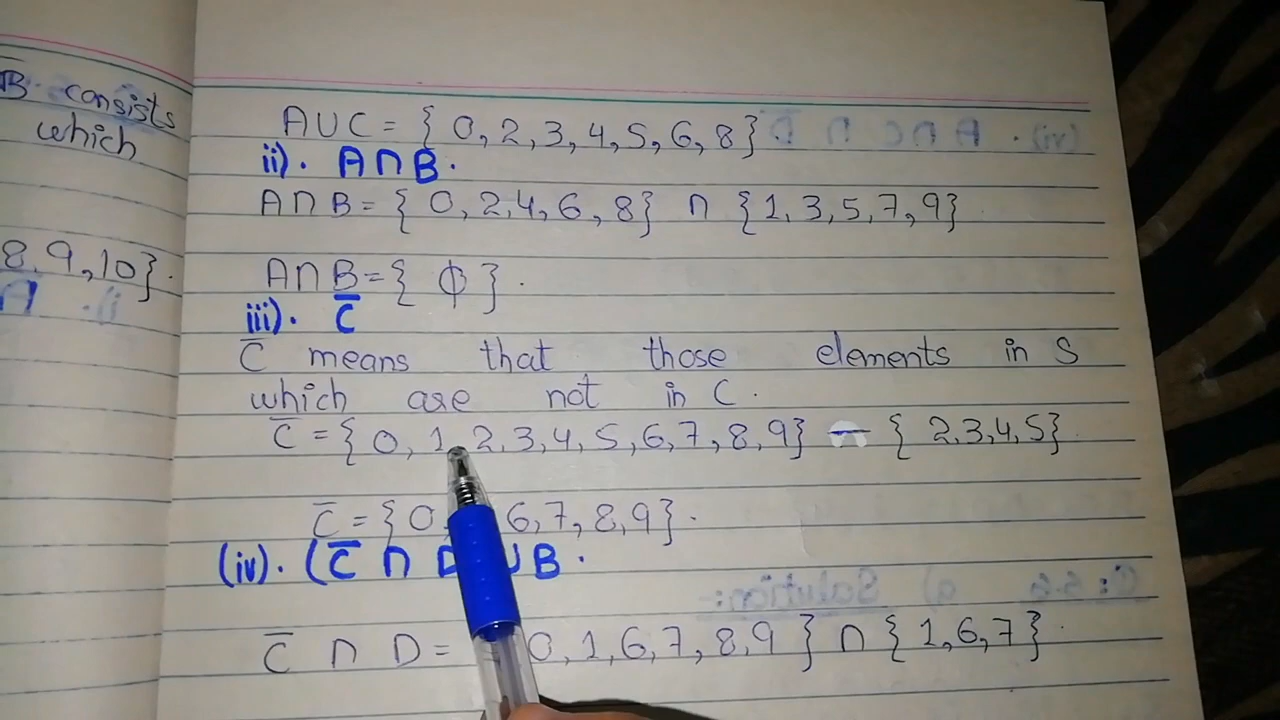 B consists
which
8,9,10}.
A∪C = { 0,2,3,4,5,6,8}
ii). A∩B.
A∩B = { 0,2,4,6,8} ∩ {1,3,5,7,9}
A∩B = { Φ }.
iii). C̅
C̅ means that those elements in S
which are not in C.
C̅ = { 0,1,2,3,4,5,6,7,8,9} — { 2,3,4,5}
C̅ = {0, 6,7,8,9}.
(iv). (C̅ ∩ D ∪B.
C̅ ∩ D = 0,1,6,7,8,9 } ∩ { 1,6,7}.